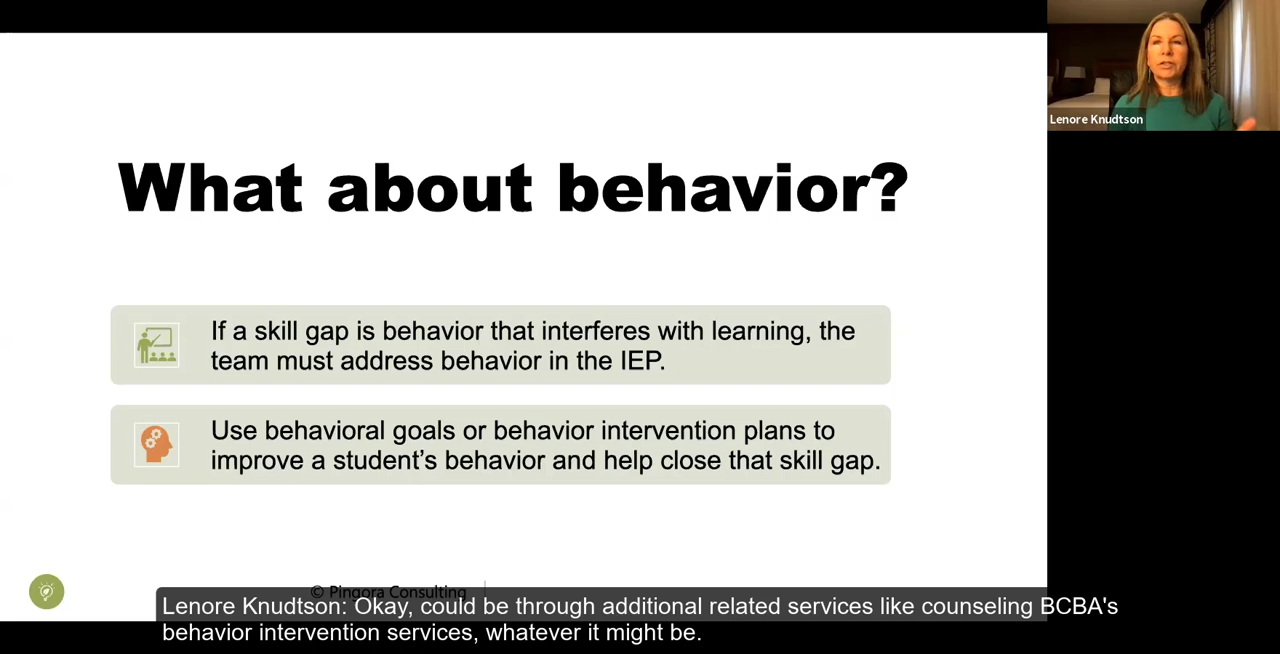 What about behavior?
If a skill gap is behavior that interferes with learning, the
team must address behavior in the IEP.
Use behavioral goals or behavior intervention plans to
improve a student’s behavior and help close that skill gap.
© Pingora Consulting
Lenore Knudtson: Okay, could be through additional related services like counseling BCBA's
behavior intervention services, whatever it might be.
Lenore Knudtson